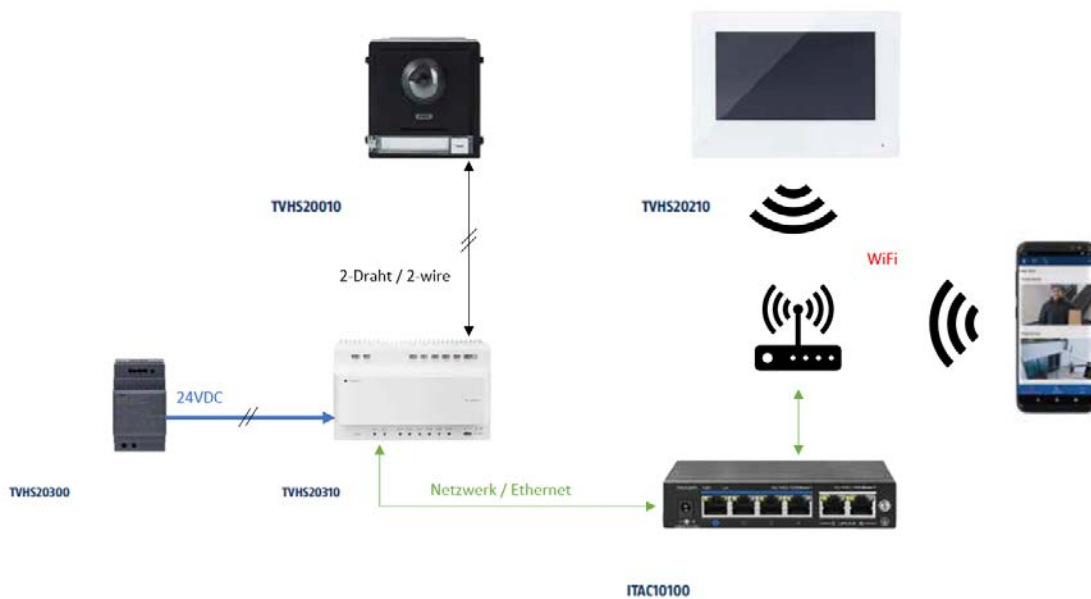 TVHS20010
TVHS20210
WiFi
2-Draht / 2-wire
24VDC
TVHS20300
TVHS20310
Netzwerk / Ethernet
ITAC10100